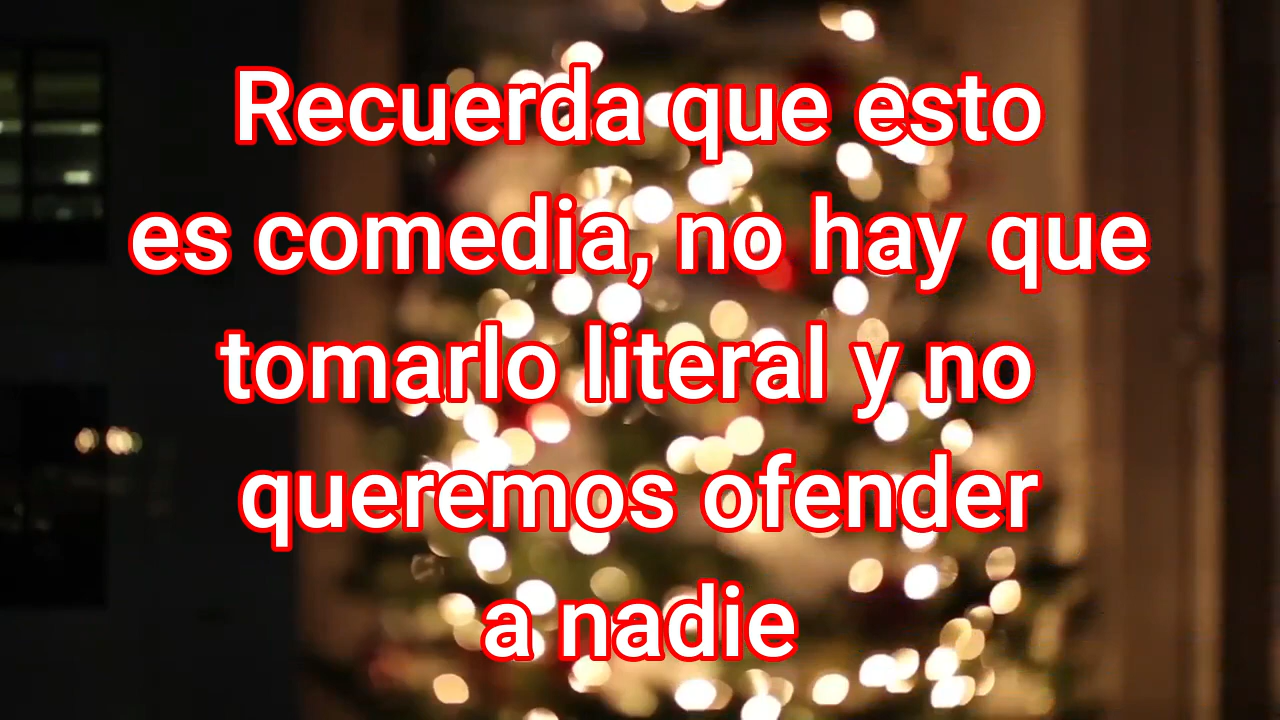 Recuerda que esto
es comedia, no hay que
tomarlo literal y no
queremos ofender
a nadie